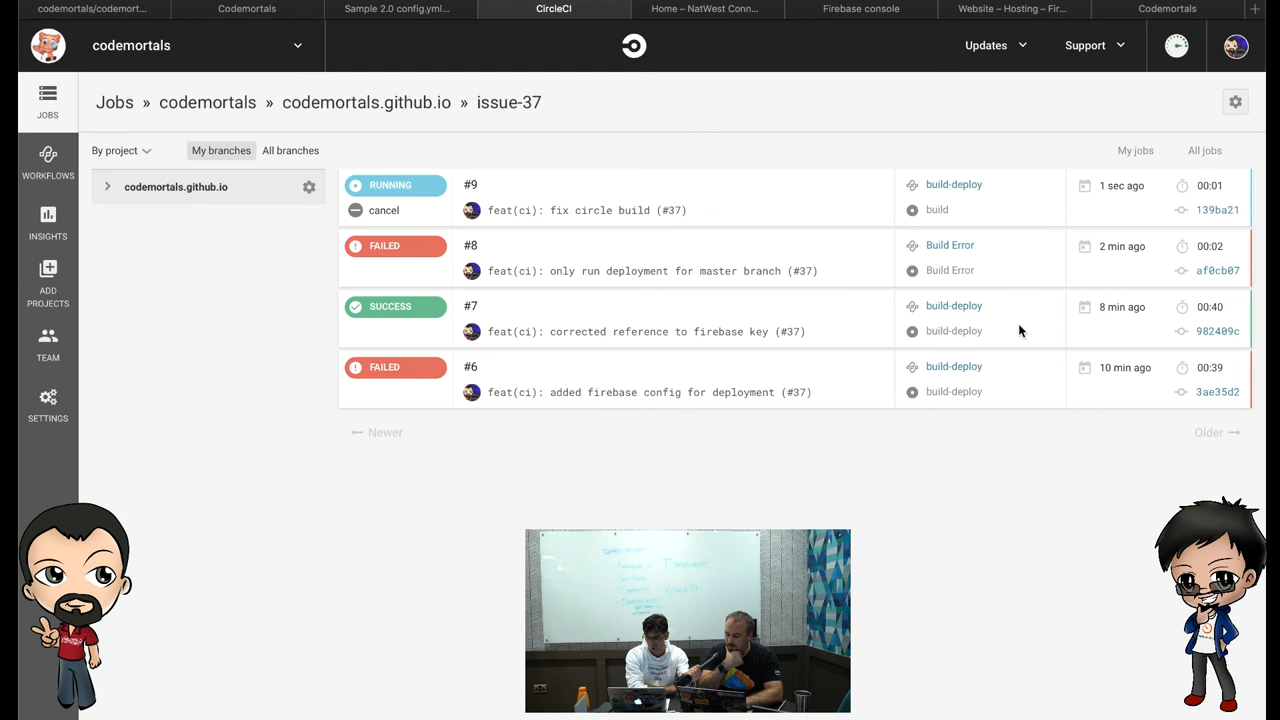 codemortals/codemort...
Codemortals
Sample 2.0 config.yml...
CircleCI
Home – NatWest Conn...
Firebase console
Website – Hosting – Fir...
Codemortals
+
codemortals
Updates
Support
Jobs » codemortals » codemortals.github.io » issue-37
JOBS
WORKFLOWS
INSIGHTS
ADD
PROJECTS
TEAM
SETTINGS
By project
My branches
All branches
My jobs
All jobs
codemortals.github.io
RUNNING
#9
build-deploy
1 sec ago
00:01
cancel
feat(ci): fix circle build (#37)
build
139ba21
FAILED
#8
Build Error
2 min ago
00:02
feat(ci): only run deployment for master branch (#37)
Build Error
af0cb07
SUCCESS
#7
build-deploy
8 min ago
00:40
feat(ci): corrected reference to firebase key (#37)
build-deploy
982409c
FAILED
#6
build-deploy
10 min ago
00:39
feat(ci): added firebase config for deployment (#37)
build-deploy
3ae35d2
← Newer
Older →